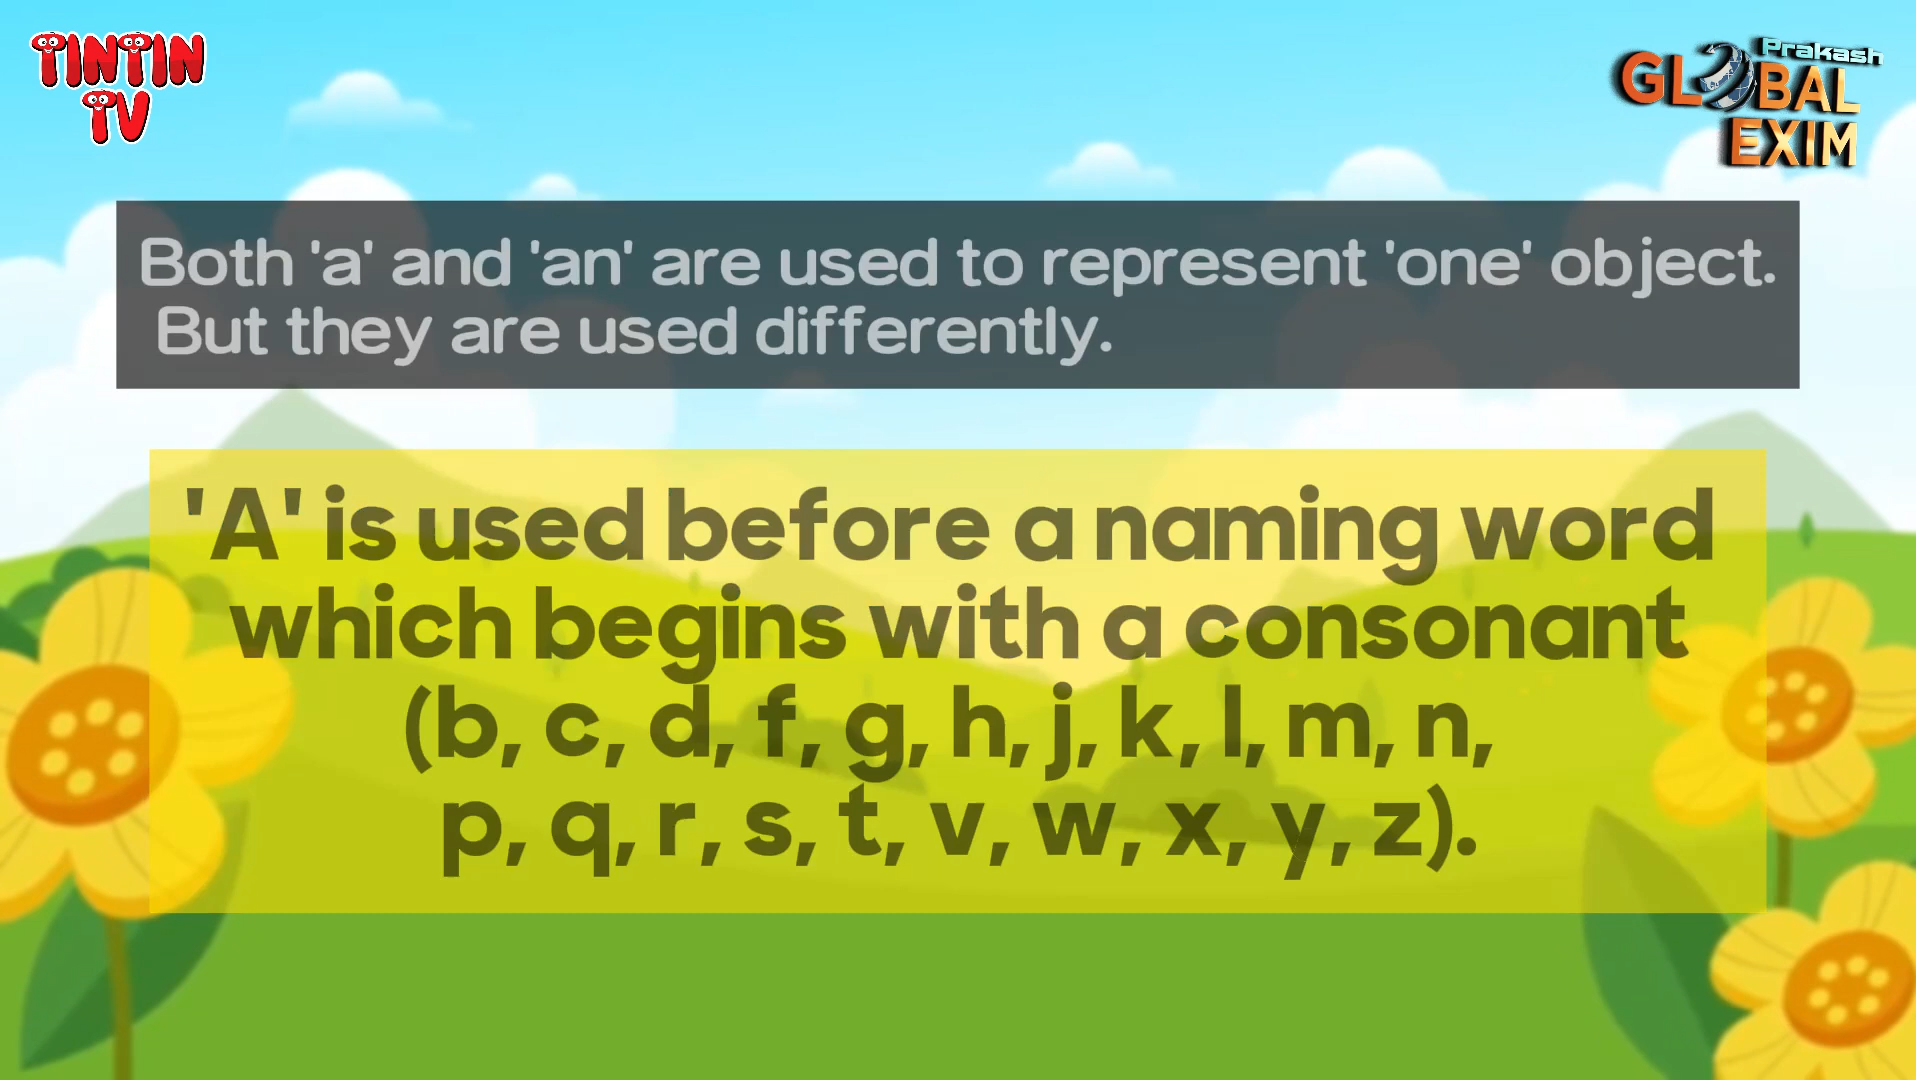 TINTIN
TV
Prakash
GLOBAL
EXIM
Both 'a' and 'an' are used to represent 'one' object.
But they are used differently.
'A' is used before a naming word
which begins with a consonant
(b, c, d, f, g, h, j, k, l, m, n,
p, q, r, s, t, v, w, x, y, z).